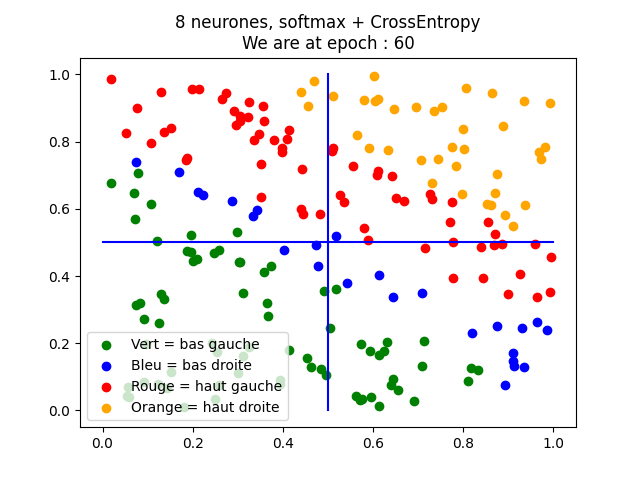 8 neurones, softmax + CrossEntropy
We are at epoch : 60
1.0
0.8
0.6
0.4
0.2
0.0
Vert = bas gauche
Bleu = bas droite
Rouge = haut gauche
Orange = haut droite
0.0 0.2 0.4 0.6 0.8 1.0